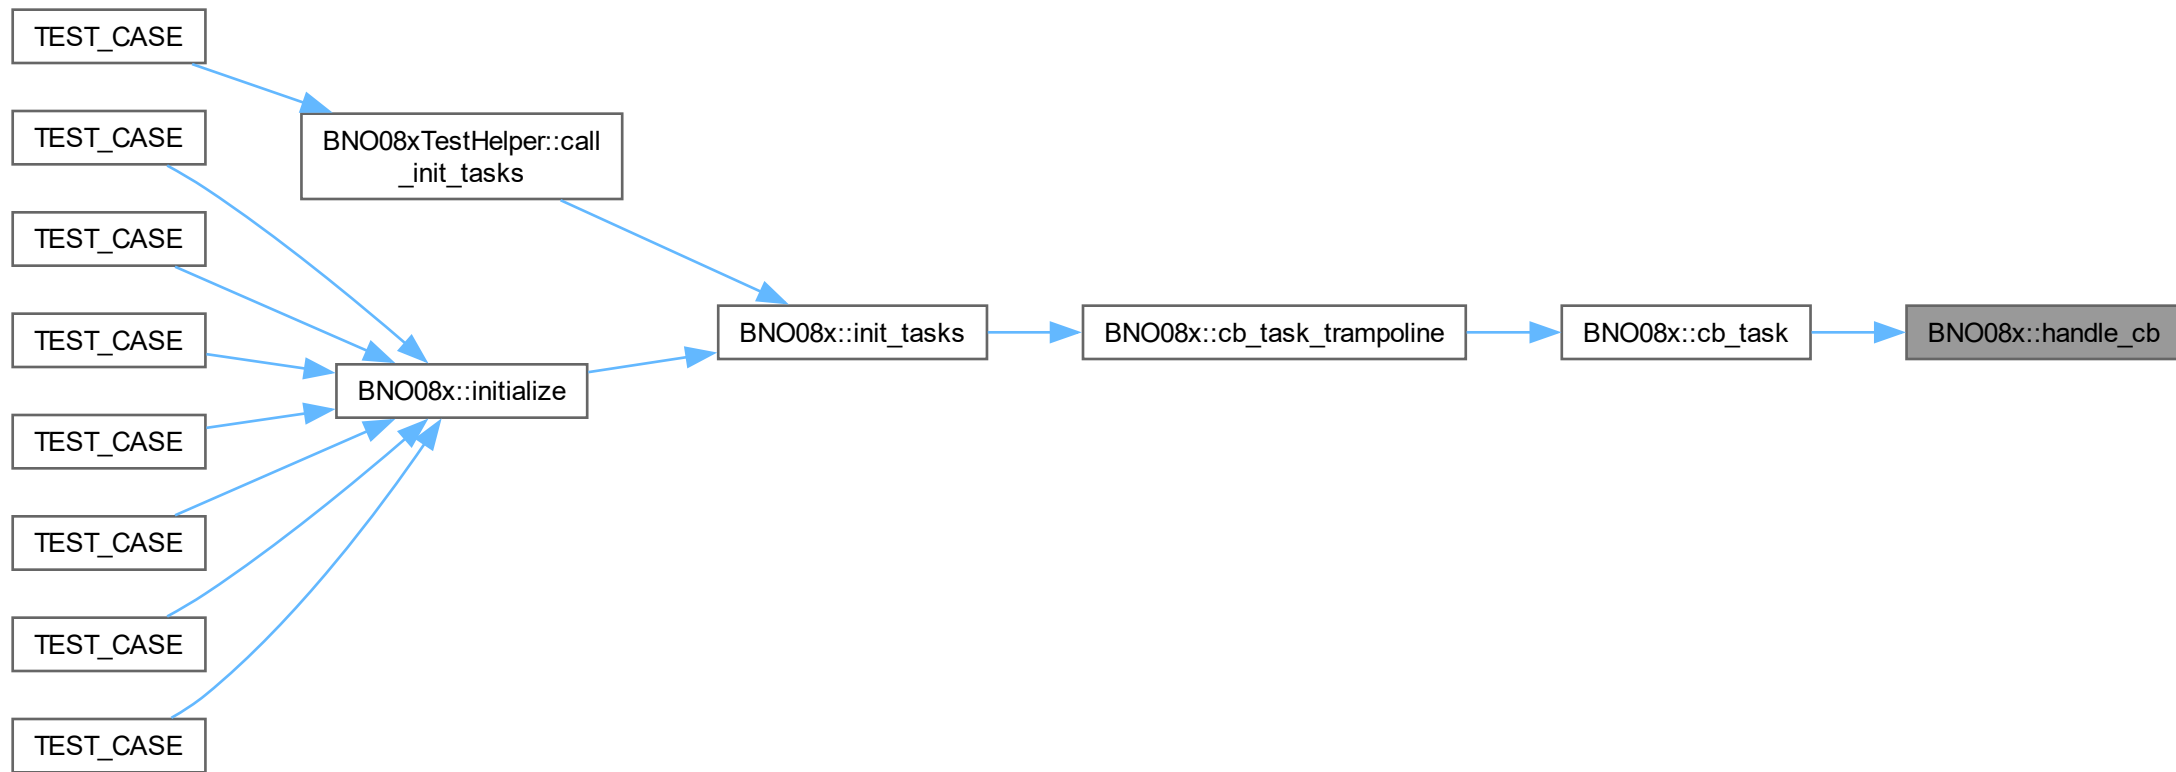 TEST_CASE
TEST_CASE
TEST_CASE
TEST_CASE
TEST_CASE
TEST_CASE
TEST_CASE
TEST_CASE
BNO08xTestHelper::call
_init_tasks
BNO08x::initialize
BNO08x::init_tasks
BNO08x::cb_task_trampoline
BNO08x::cb_task
BNO08x::handle_cb